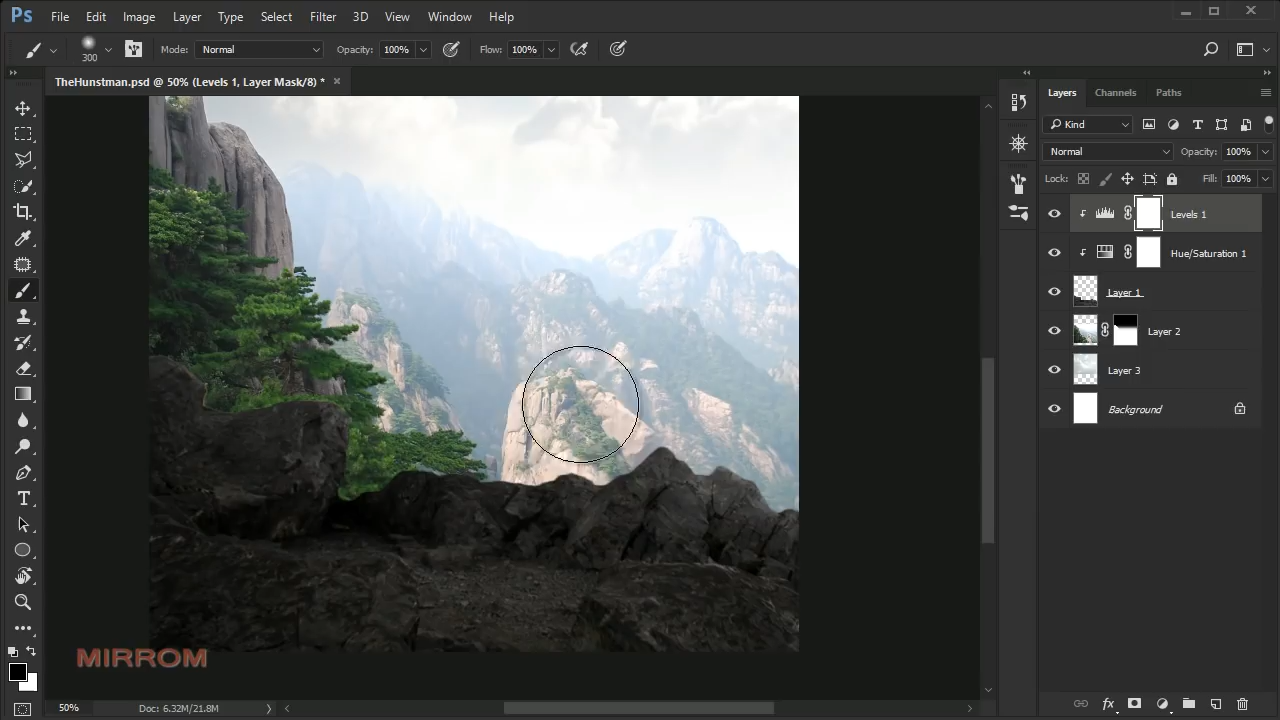 Ps File Edit Image Layer Type Select Filter 3D View Window Help
300 Mode: Normal Opacity: 100% Flow: 100%
TheHunstman.psd @ 50% (Levels 1, Layer Mask/8) * ×
Layers Channels Paths
Kind
Normal Opacity: 100%
Lock: Fill: 100%
Levels 1
Hue/Saturation 1
Layer 1
Layer 2
Layer 3
Background
MIRROM
50% Doc: 6.32M/21.8M